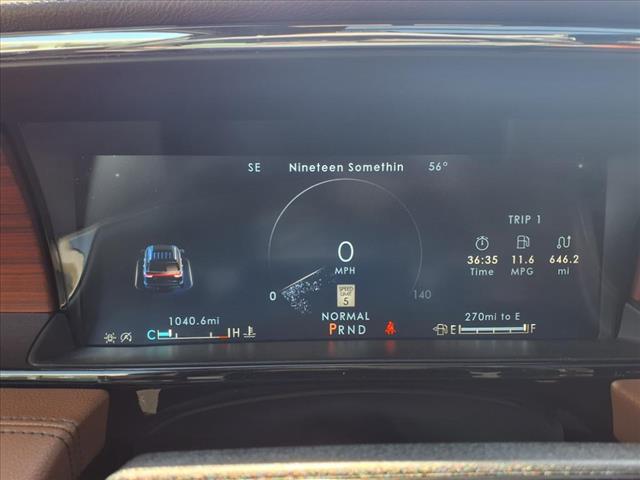 SE Nineteen Somethin 56°
TRIP 1
36:35 11.6 646.2
Time MPG mi
0
MPH
0 SPEED LIMIT 5 140
1040.6mi NORMAL 270mi to E
C H PRND E F